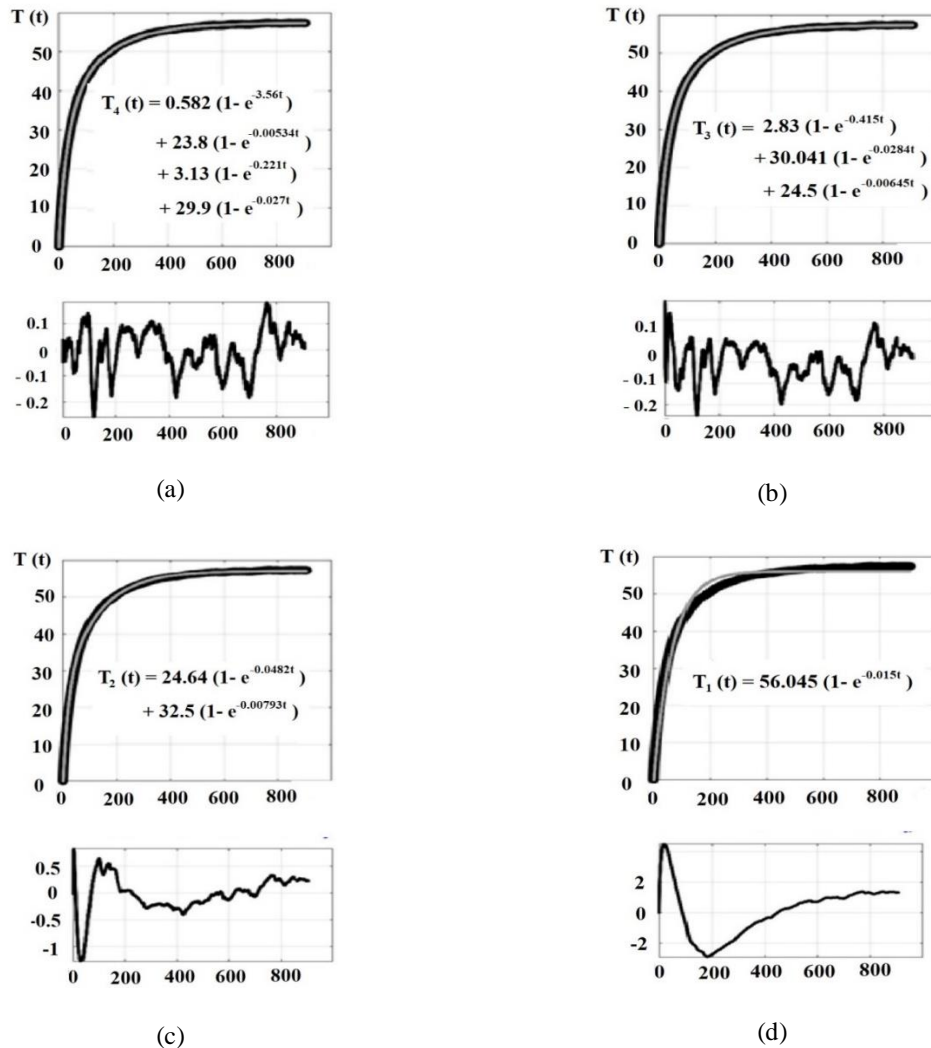 T (t)
50
40
30
20
10
0
T₄ (t) = 0.582 (1- e^-3.56t)
+ 23.8 (1- e^-0.00534t)
+ 3.13 (1- e^-0.221t)
+ 29.9 (1- e^-0.027t)
0 200 400 600 800
0.1
0
- 0.1
- 0.2
0 200 400 600 800
(a)
T (t)
50
40
30
20
10
0
T₃ (t) = 2.83 (1- e^-0.415t)
+ 30.041 (1- e^-0.0284t)
+ 24.5 (1- e^-0.00645t)
0 200 400 600 800
0.1
0
- 0.1
- 0.2
0 200 400 600 800
(b)
T (t)
50
40
30
20
10
0
T₂ (t) = 24.64 (1- e^-0.0482t)
+ 32.5 (1- e^-0.00793t)
0 200 400 600 800
0.5
0
-0.5
-1
0 200 400 600 800
(c)
T (t)
50
40
30
20
10
0
T₁ (t) = 56.045 (1- e^-0.015t)
0 200 400 600 800
2
0
-2
0 200 400 600 800
(d)